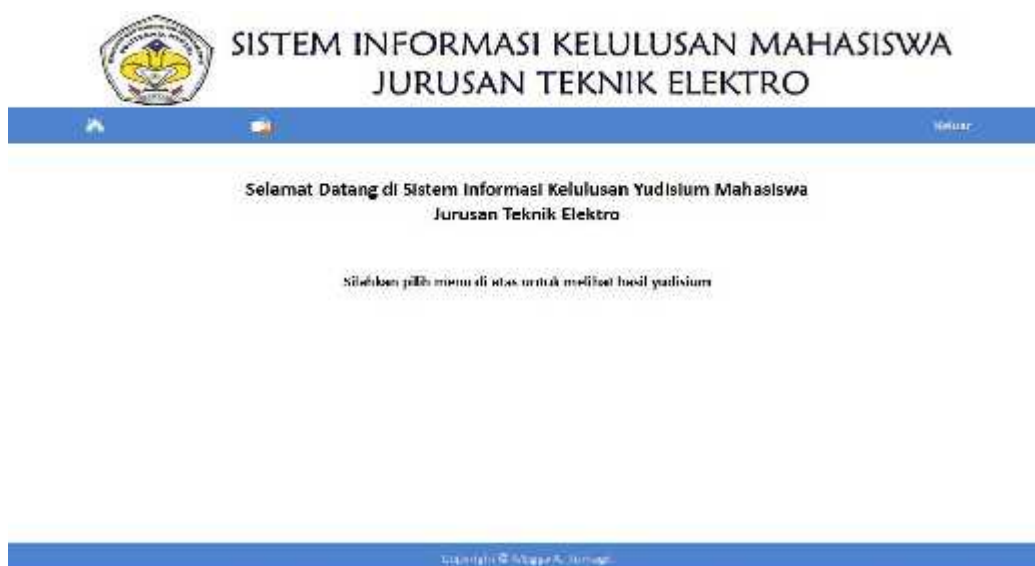 SISTEM INFORMASI KELULUSAN MAHASISWA
JURUSAN TEKNIK ELEKTRO
Keluar
Selamat Datang di Sistem Informasi Kelulusan Yudisium Mahasiswa
Jurusan Teknik Elektro
Silahkan pilih menu di atas untuk melihat hasil yudisium
Copyright ©